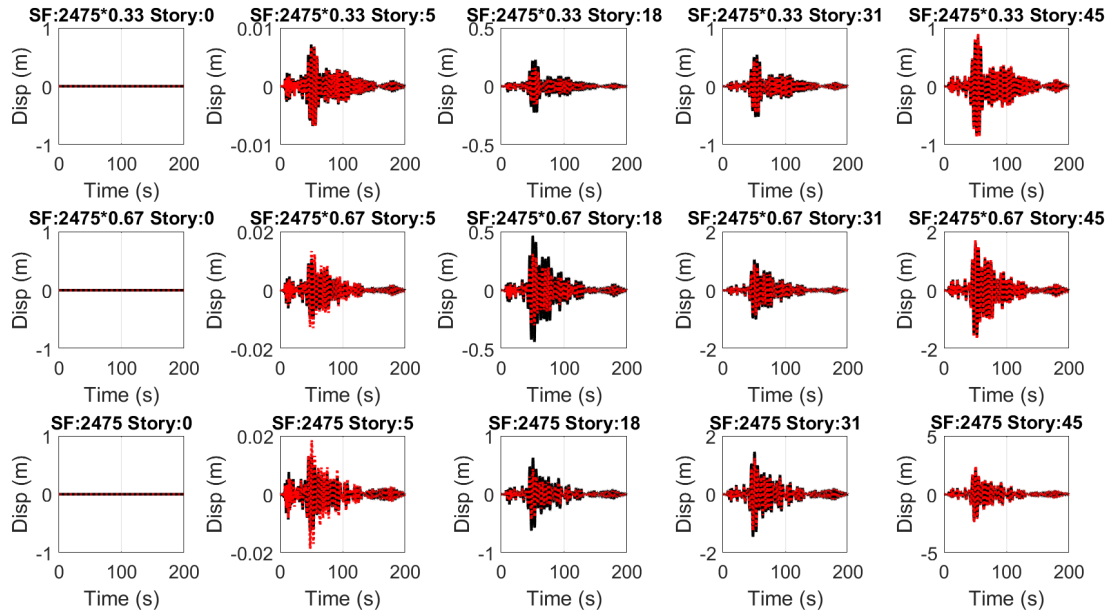 SF:2475*0.33 Story:0 SF:2475*0.33 Story:5 SF:2475*0.33 Story:18 SF:2475*0.33 Story:31 SF:2475*0.33 Story:45
1 0.01 0.5 1 1
Disp (m) Disp (m) Disp (m) Disp (m) Disp (m)
0 0 0 0 0
-1 -0.01 -0.5 -1 -1
0 100 200 0 100 200 0 100 200 0 100 200 0 100 200
Time (s) Time (s) Time (s) Time (s) Time (s)
SF:2475*0.67 Story:0 SF:2475*0.67 Story:5 SF:2475*0.67 Story:18 SF:2475*0.67 Story:31 SF:2475*0.67 Story:45
1 0.02 0.5 2 2
Disp (m) Disp (m) Disp (m) Disp (m) Disp (m)
0 0 0 0 0
-1 -0.02 -0.5 -2 -2
0 100 200 0 100 200 0 100 200 0 100 200 0 100 200
Time (s) Time (s) Time (s) Time (s) Time (s)
SF:2475 Story:0 SF:2475 Story:5 SF:2475 Story:18 SF:2475 Story:31 SF:2475 Story:45
1 0.02 1 2 5
Disp (m) Disp (m) Disp (m) Disp (m) Disp (m)
0 0 0 0 0
-1 -0.02 -1 -2 -5
0 100 200 0 100 200 0 100 200 0 100 200 0 100 200
Time (s) Time (s) Time (s) Time (s) Time (s)